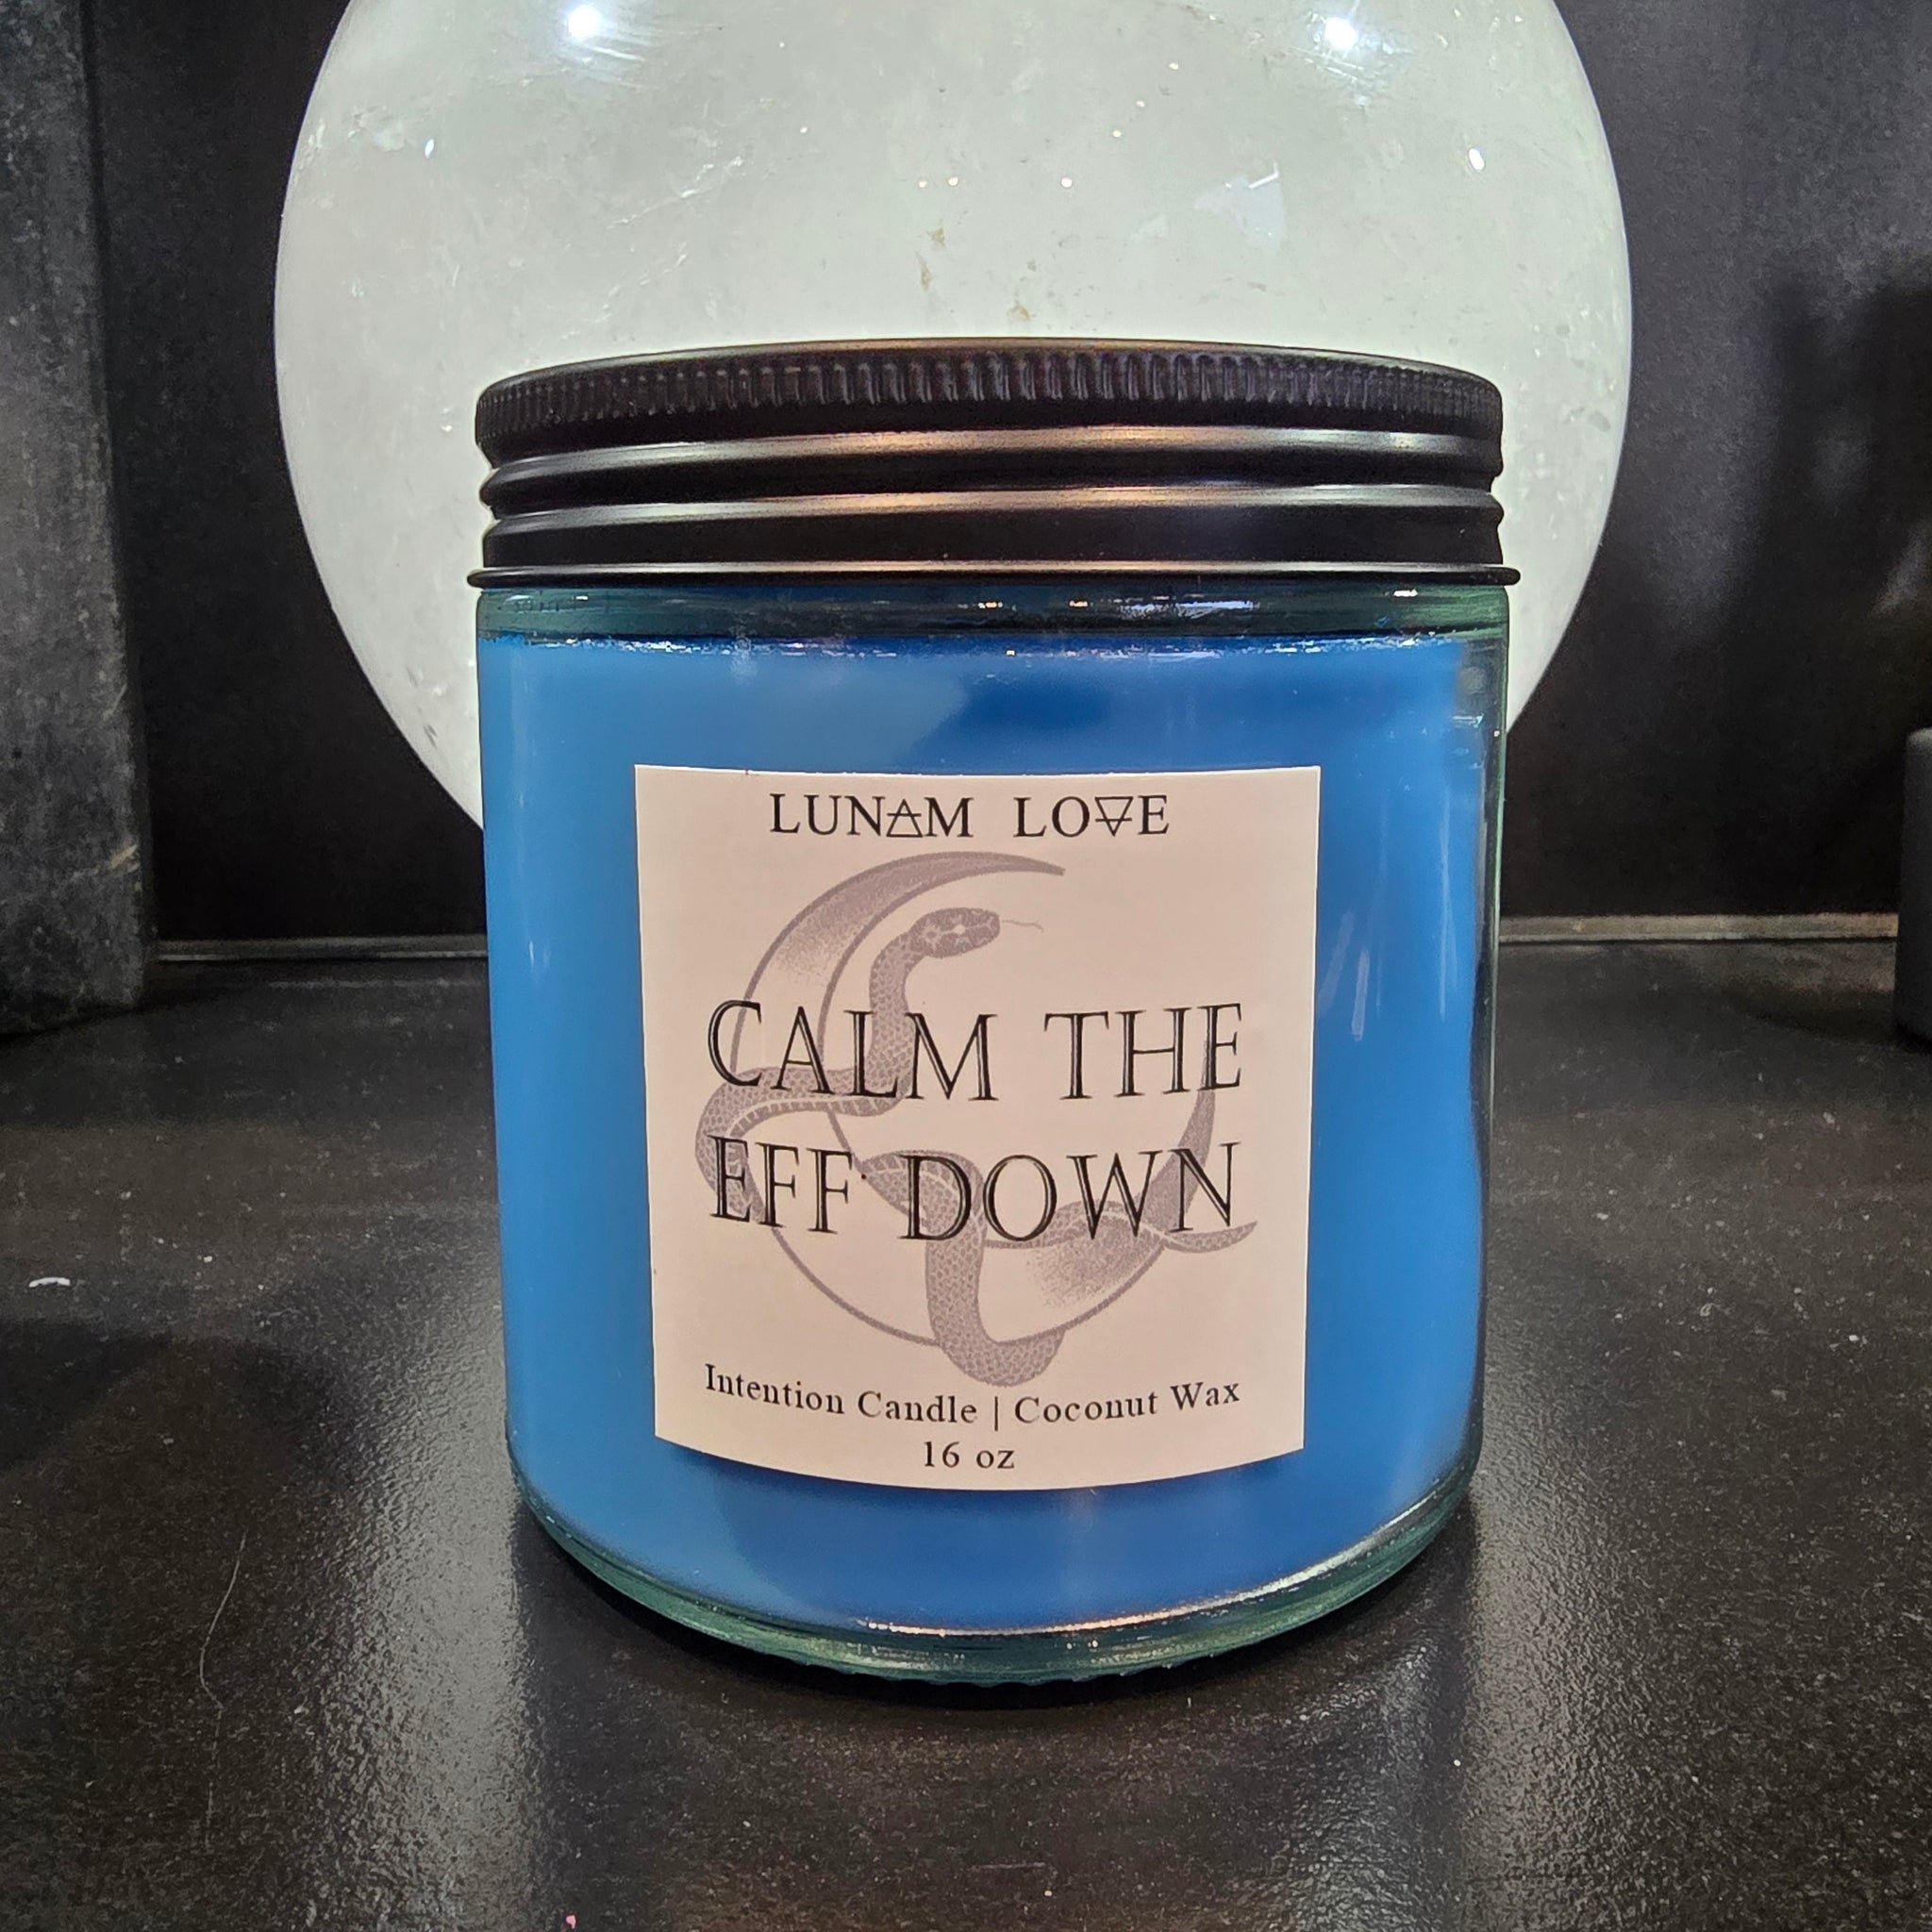 LUNAM LOVE
CALM THE
EFF DOWN
Intention Candle | Coconut Wax
16 oz